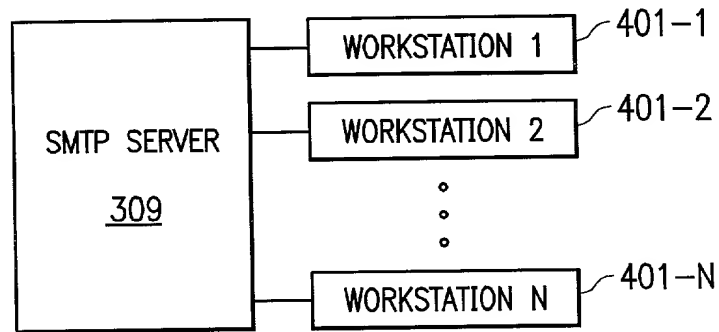 WORKSTATION 1
401-1
SMTP SERVER
309
WORKSTATION 2
401-2
WORKSTATION N
401-N